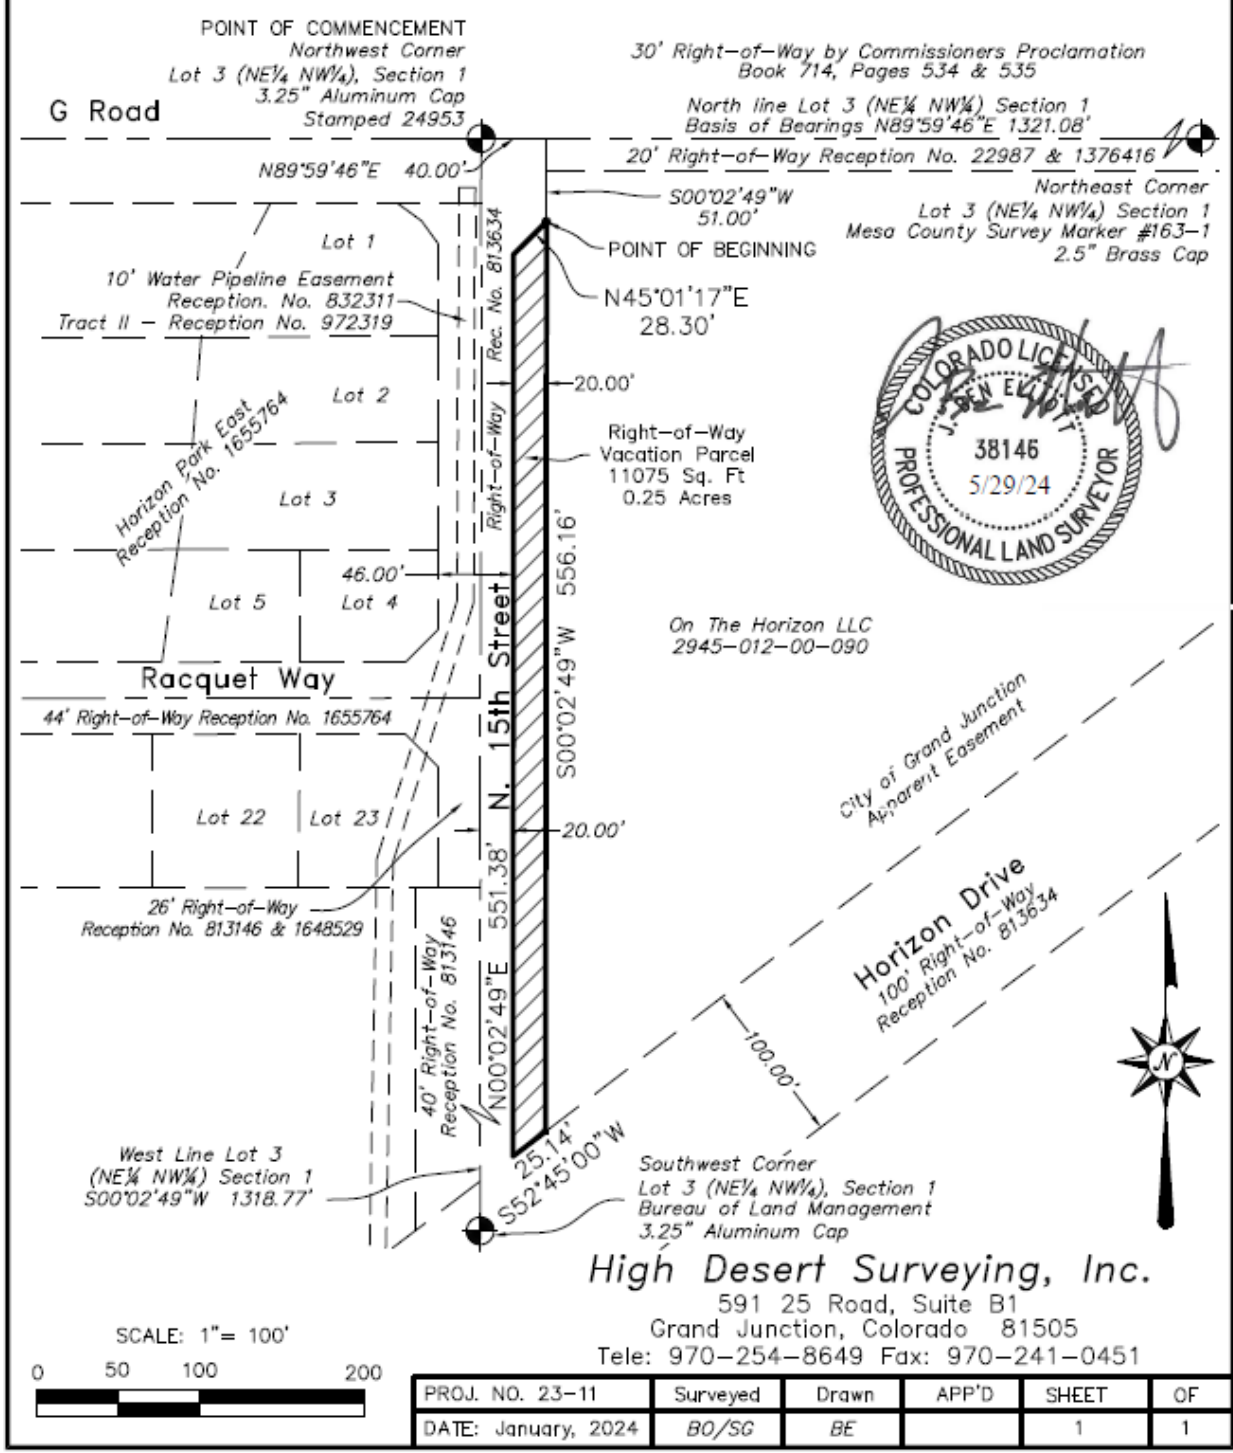 POINT OF COMMENCEMENT
Northwest Corner
Lot 3 (NE¼ NW¼), Section 1
3.25" Aluminum Cap
Stamped 24953
G Road
30' Right-of-Way by Commissioners Proclamation
Book 714, Pages 534 & 535
North line Lot 3 (NE¼ NW¼) Section 1
Basis of Bearings N89°59'46"E 1321.08'
20' Right-of-Way Reception No. 22987 & 1376416
N89°59'46"E 40.00'
S00°02'49"W
51.00'
Northeast Corner
Lot 3 (NE¼ NW¼) Section 1
Mesa County Survey Marker #163-1
2.5" Brass Cap
POINT OF BEGINNING
N45°01'17"E
28.30'
Lot 1
10' Water Pipeline Easement
Reception. No. 832311
Tract II - Reception No. 972319
Right-of-Way Rec. No. 813634
20.00'
Lot 2
Horizon Park East
Reception No. 1655764
Lot 3
Right-of-Way
Vacation Parcel
11075 Sq. Ft
0.25 Acres
COLORADO LICENSED
J. BEN ELLIOTT
38146
5/29/24
PROFESSIONAL LAND SURVEYOR
46.00'
Lot 5
Lot 4
N. 15th Street
S00°02'49"W 556.16'
On The Horizon LLC
2945-012-00-090
Racquet Way
44' Right-of-Way Reception No. 1655764
Lot 22
Lot 23
20.00'
City of Grand Junction
Apparent Easement
26' Right-of-Way
Reception No. 813146 & 1648529
40' Right-of-Way
Reception No. 813146
N00°02'49"E 551.38'
Horizon Drive
100' Right-of-Way
Reception No. 813634
100.00'
N
25.14'
S52°45'00"W
West Line Lot 3
(NE¼ NW¼) Section 1
S00°02'49"W 1318.77'
Southwest Corner
Lot 3 (NE¼ NW¼), Section 1
Bureau of Land Management
3.25" Aluminum Cap
High Desert Surveying, Inc.
591 25 Road, Suite B1
Grand Junction, Colorado 81505
Tele: 970-254-8649 Fax: 970-241-0451
SCALE: 1"= 100'
0 50 100 200
PROJ. NO. 23-11 Surveyed Drawn APP'D SHEET OF
DATE: January, 2024 BO/SG BE 1 1